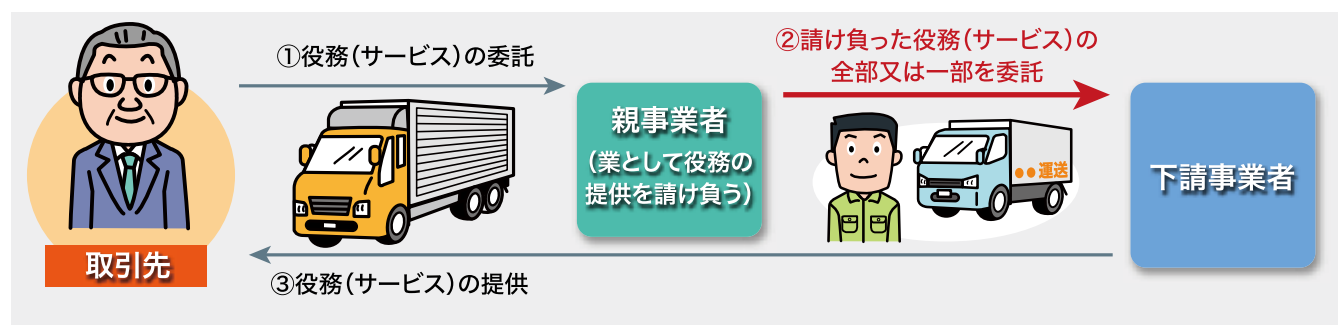 ①役務(サービス)の委託
②請け負った役務(サービス)の
全部又は一部を委託
親事業者
(業として役務の
提供を請け負う)
●●運送
下請事業者
取引先
③役務(サービス)の提供